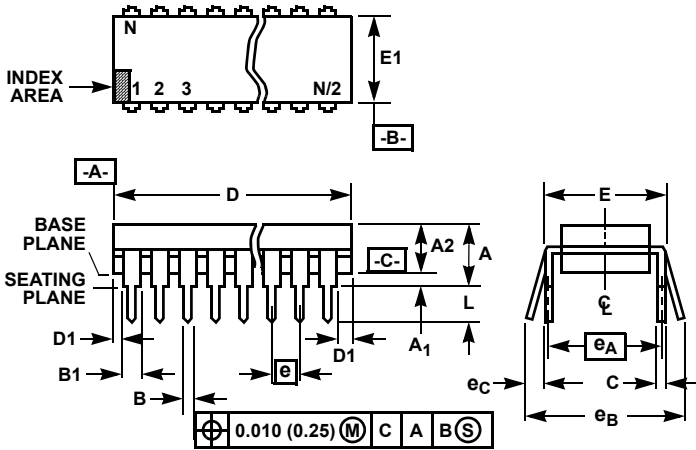 N
INDEX
AREA
1 2 3 N/2
E1
-B-
-A-
D
E
BASE
PLANE
A2
A
-C-
SEATING
PLANE
L
D1
A1
D1
B1
e
B
℄
eA
eC
C
eB
0.010 (0.25) Ⓜ C A B Ⓢ